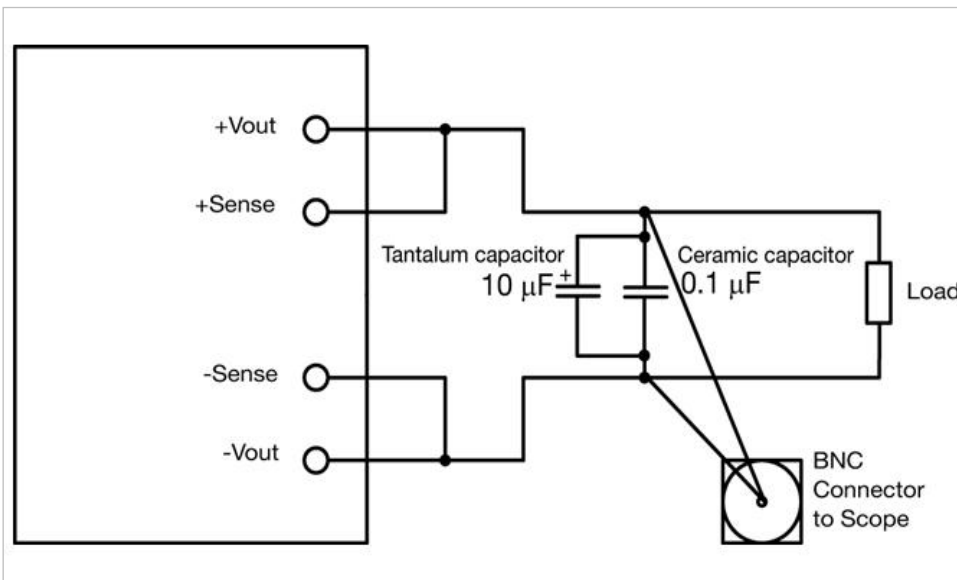 +Vout
+Sense
Tantalum capacitor
10 μF+
Ceramic capacitor
0.1 μF
Load
-Sense
-Vout
BNC
Connector
to Scope